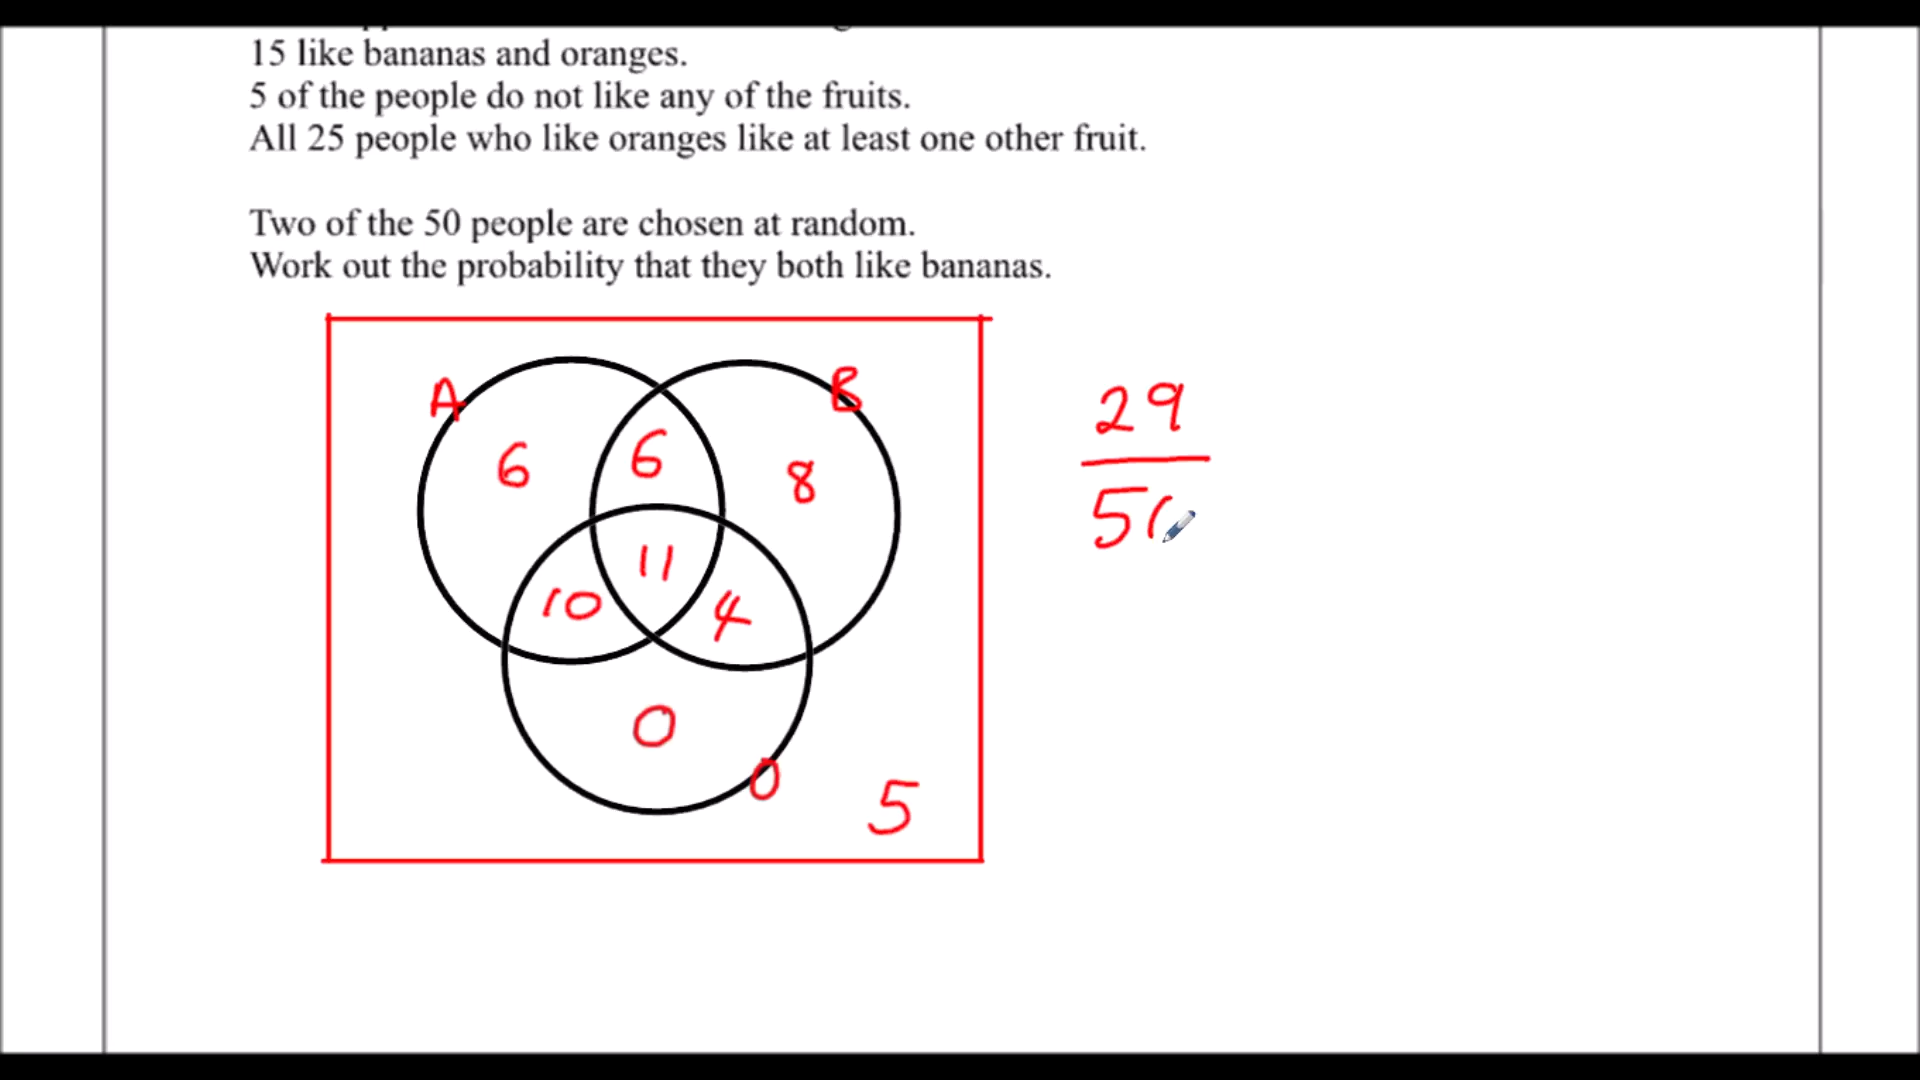 15 like bananas and oranges.
5 of the people do not like any of the fruits.
All 25 people who like oranges like at least one other fruit.
Two of the 50 people are chosen at random.
Work out the probability that they both like bananas.
A
B
6
6
8
11
10
4
0
O
5
29
5